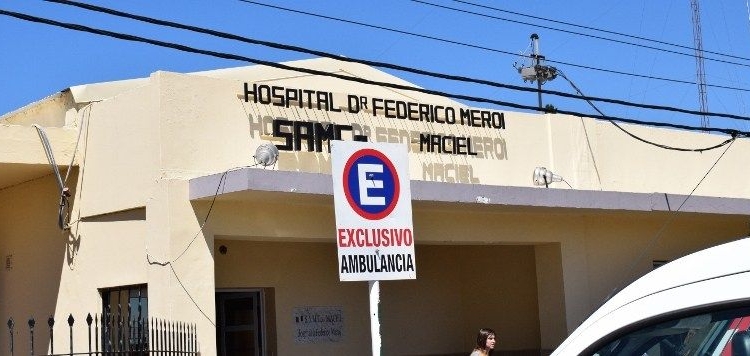 HOSPITAL DR FEDERICO MEROI
SAMCo MACIEL
E
EXCLUSIVO
AMBULANCIA